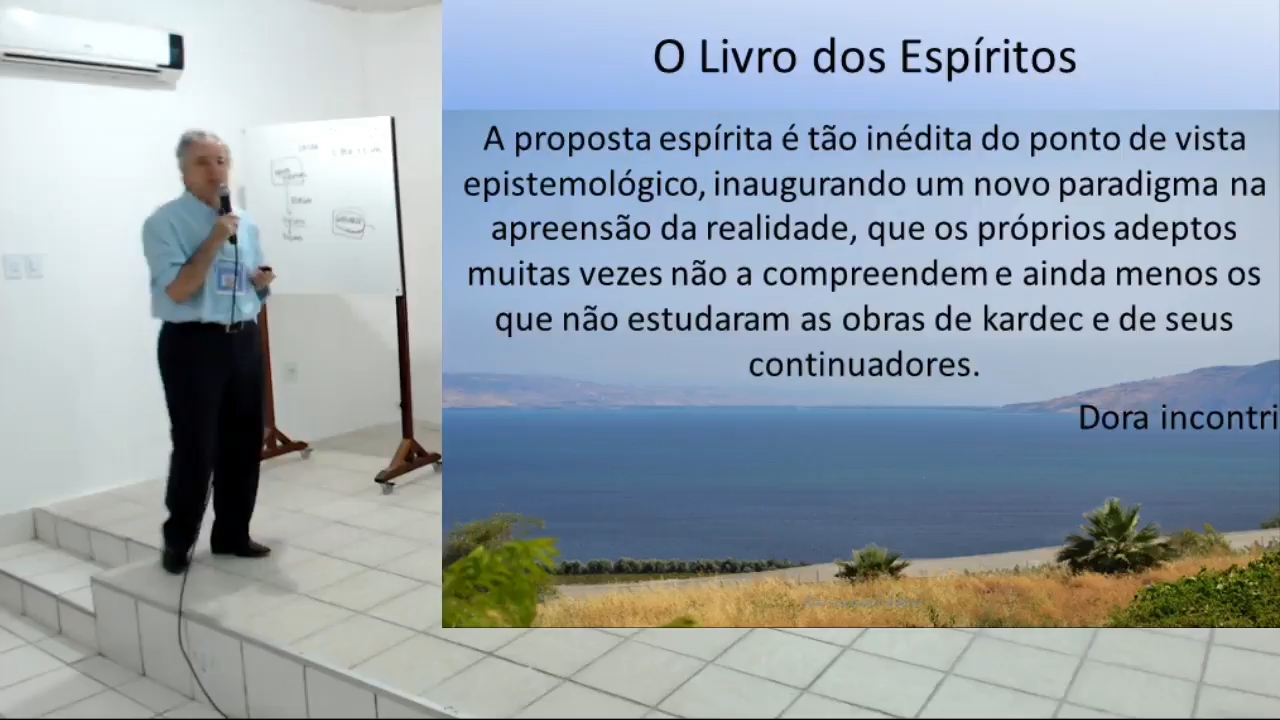 O Livro dos Espíritos
A proposta espírita é tão inédita do ponto de vista
epistemológico, inaugurando um novo paradigma na
apreensão da realidade, que os próprios adeptos
muitas vezes não a compreendem e ainda menos os
que não estudaram as obras de kardec e de seus
continuadores.
Dora incontri